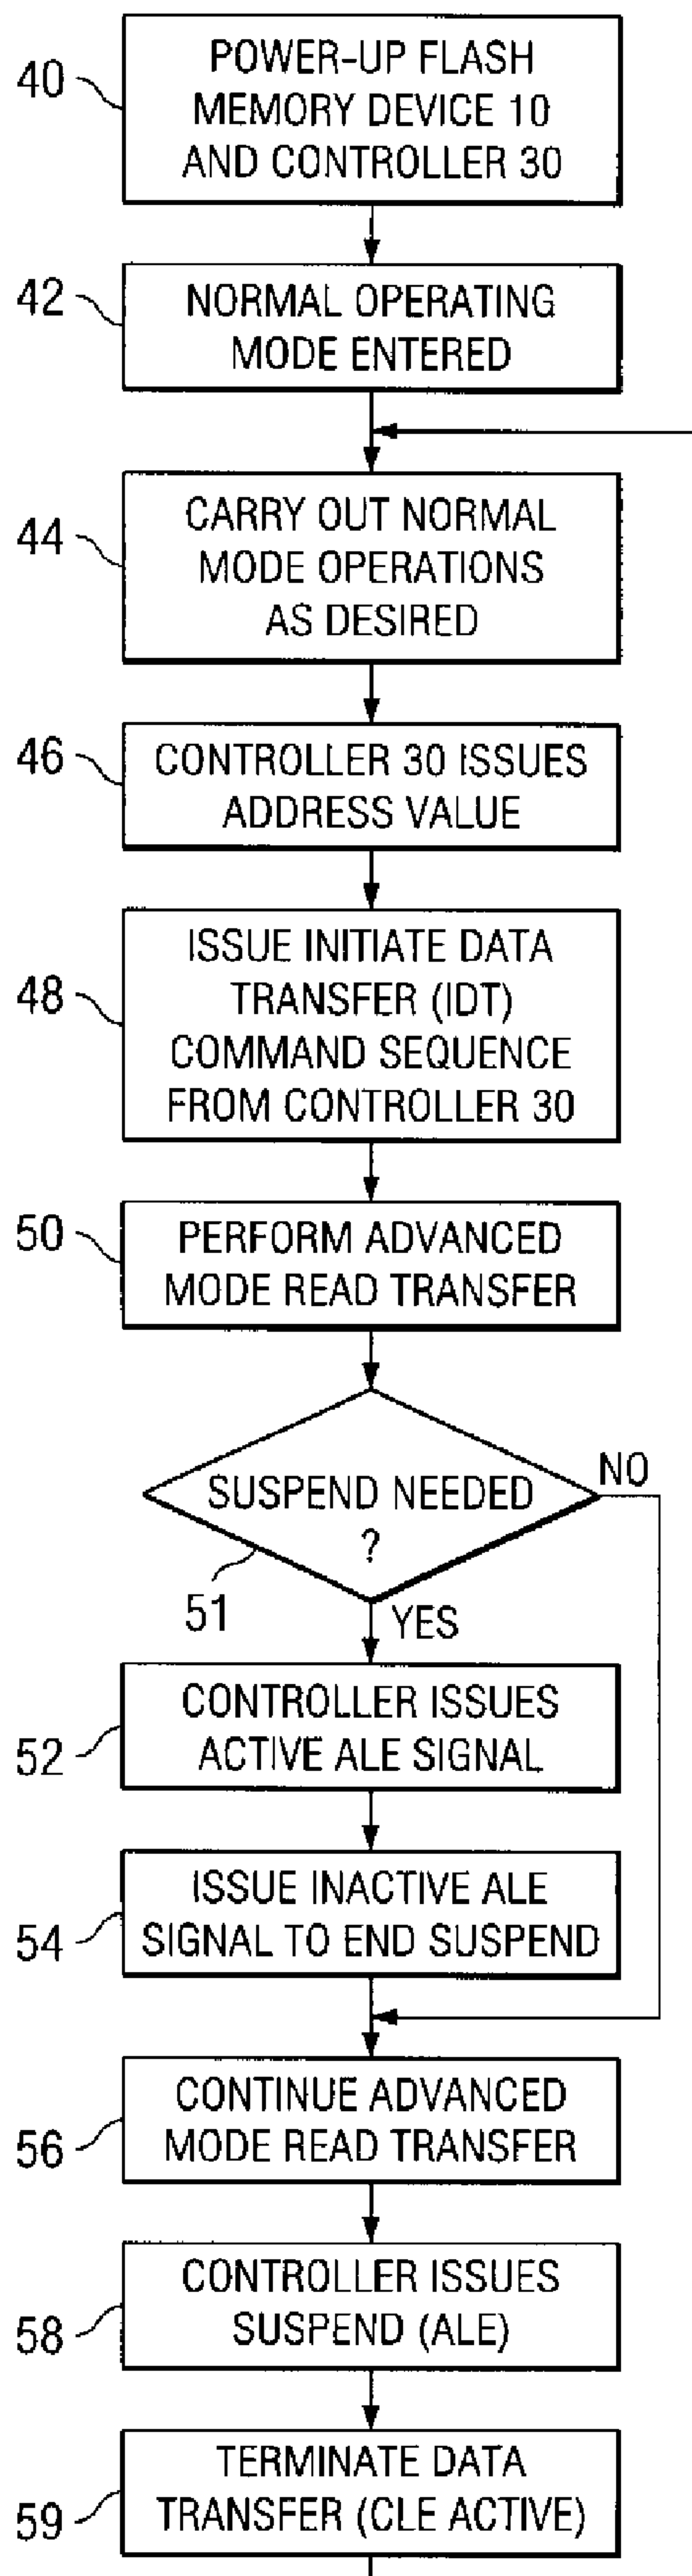 40
POWER-UP FLASH
MEMORY DEVICE 10
AND CONTROLLER 30
42
NORMAL OPERATING
MODE ENTERED
44
CARRY OUT NORMAL
MODE OPERATIONS
AS DESIRED
46
CONTROLLER 30 ISSUES
ADDRESS VALUE
48
ISSUE INITIATE DATA
TRANSFER (IDT)
COMMAND SEQUENCE
FROM CONTROLLER 30
50
PERFORM ADVANCED
MODE READ TRANSFER
SUSPEND NEEDED
?
NO
51
YES
52
CONTROLLER ISSUES
ACTIVE ALE SIGNAL
54
ISSUE INACTIVE ALE
SIGNAL TO END SUSPEND
56
CONTINUE ADVANCED
MODE READ TRANSFER
58
CONTROLLER ISSUES
SUSPEND (ALE)
59
TERMINATE DATA
TRANSFER (CLE ACTIVE)